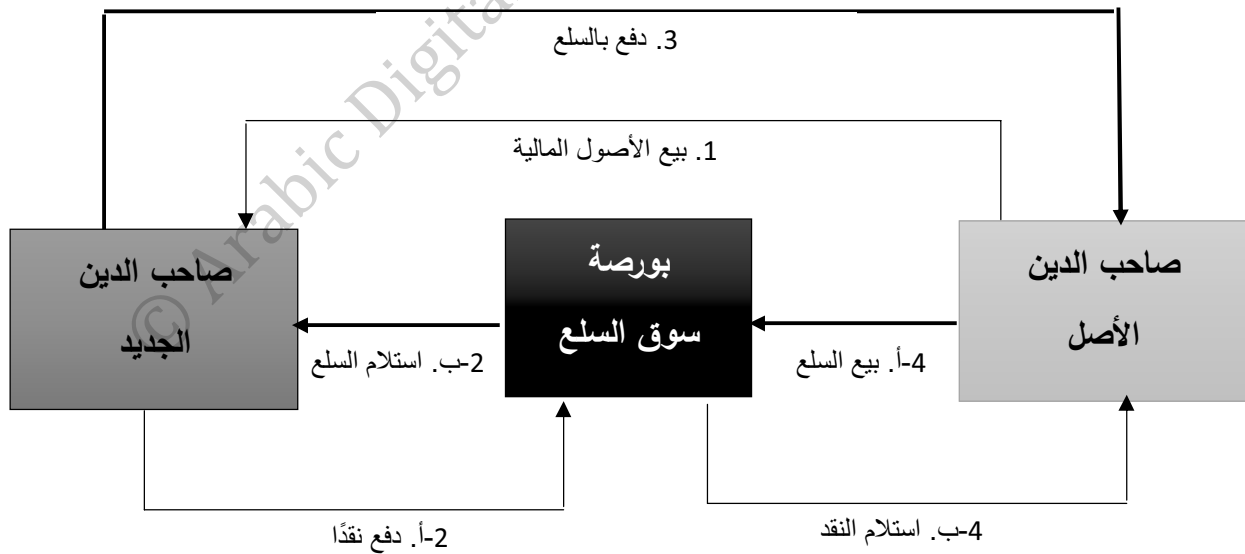 3. دفع بالسلع
1. بيع الأصول المالية
صاحب الدين
الأصل
بورصة
سوق السلع
صاحب الدين
الجديد
4-أ. بيع السلع
2-ب. استلام السلع
4-ب. استلام النقد
2-أ. دفع نقدًا
© Arabic Digita